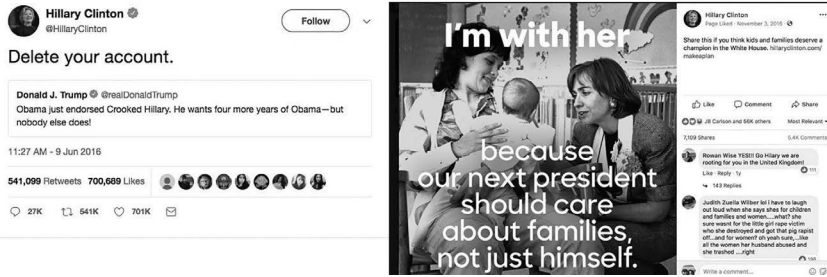 Hillary Clinton
@HillaryClinton
Follow
Delete your account.
Donald J. Trump @realDonaldTrump
Obama just endorsed Crooked Hillary. He wants four more years of Obama—but
nobody else does!
11:27 AM - 9 Jun 2016
541,099 Retweets 700,689 Likes
27K 541K 701K
I'm with her
because
our next president
should care
about families,
not just himself.
Hillary Clinton
Page Liked · November 3, 2016 ·
Share this if you think kids and families deserve a
champion in the White House. hillaryclinton.com/
makeaplan
Like Comment Share
JB Carlson and 56K others Most Relevant
7,109 Shares 5.4K Comments
Rowan Wise YES!!! Go Hilary we are
rooting for you in the United Kingdom!
Like · Reply · 1y 111
143 Replies
Judith Zuella Wilber lol i have to laugh
out loud when she says shes for children
and families and women....what? she
sure wasnt for the little girl rape victim
who she destroyed and got that pig rapist
off...and for women? oh yeah sure,...like
all the women her husband abused and
she trashed ....right
Write a comment...